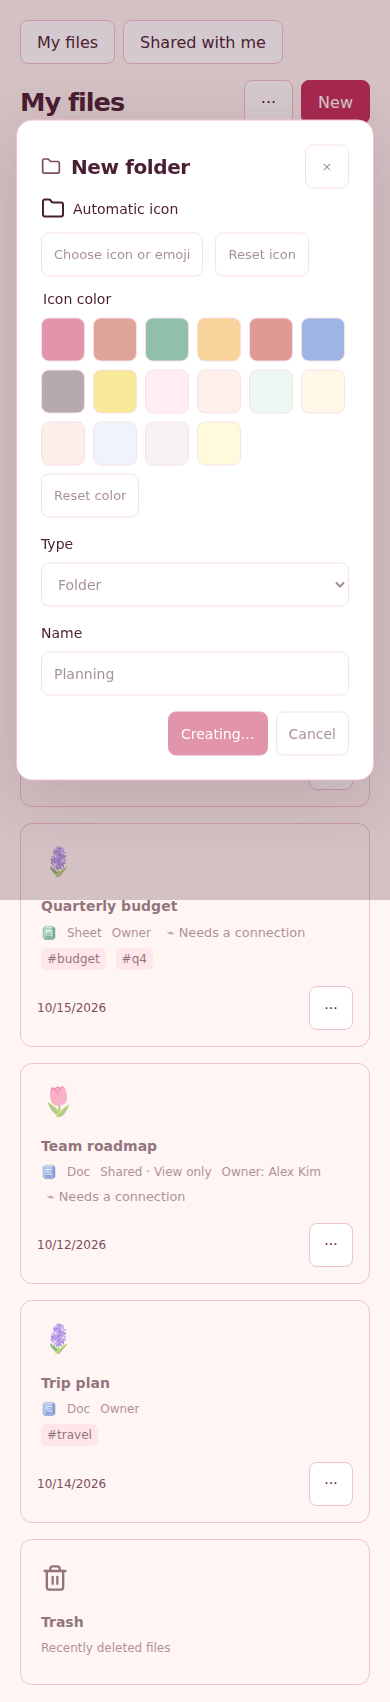 My files Shared with me
My files ... New
New folder ×
Automatic icon
Choose icon or emoji Reset icon
Icon color
Reset color
Type
Folder
Name
Planning
Creating... Cancel
Quarterly budget
Sheet Owner ⌁ Needs a connection
#budget #q4
10/15/2026 ...
Team roadmap
Doc Shared · View only Owner: Alex Kim
⌁ Needs a connection
10/12/2026 ...
Trip plan
Doc Owner
#travel
10/14/2026 ...
Trash
Recently deleted files